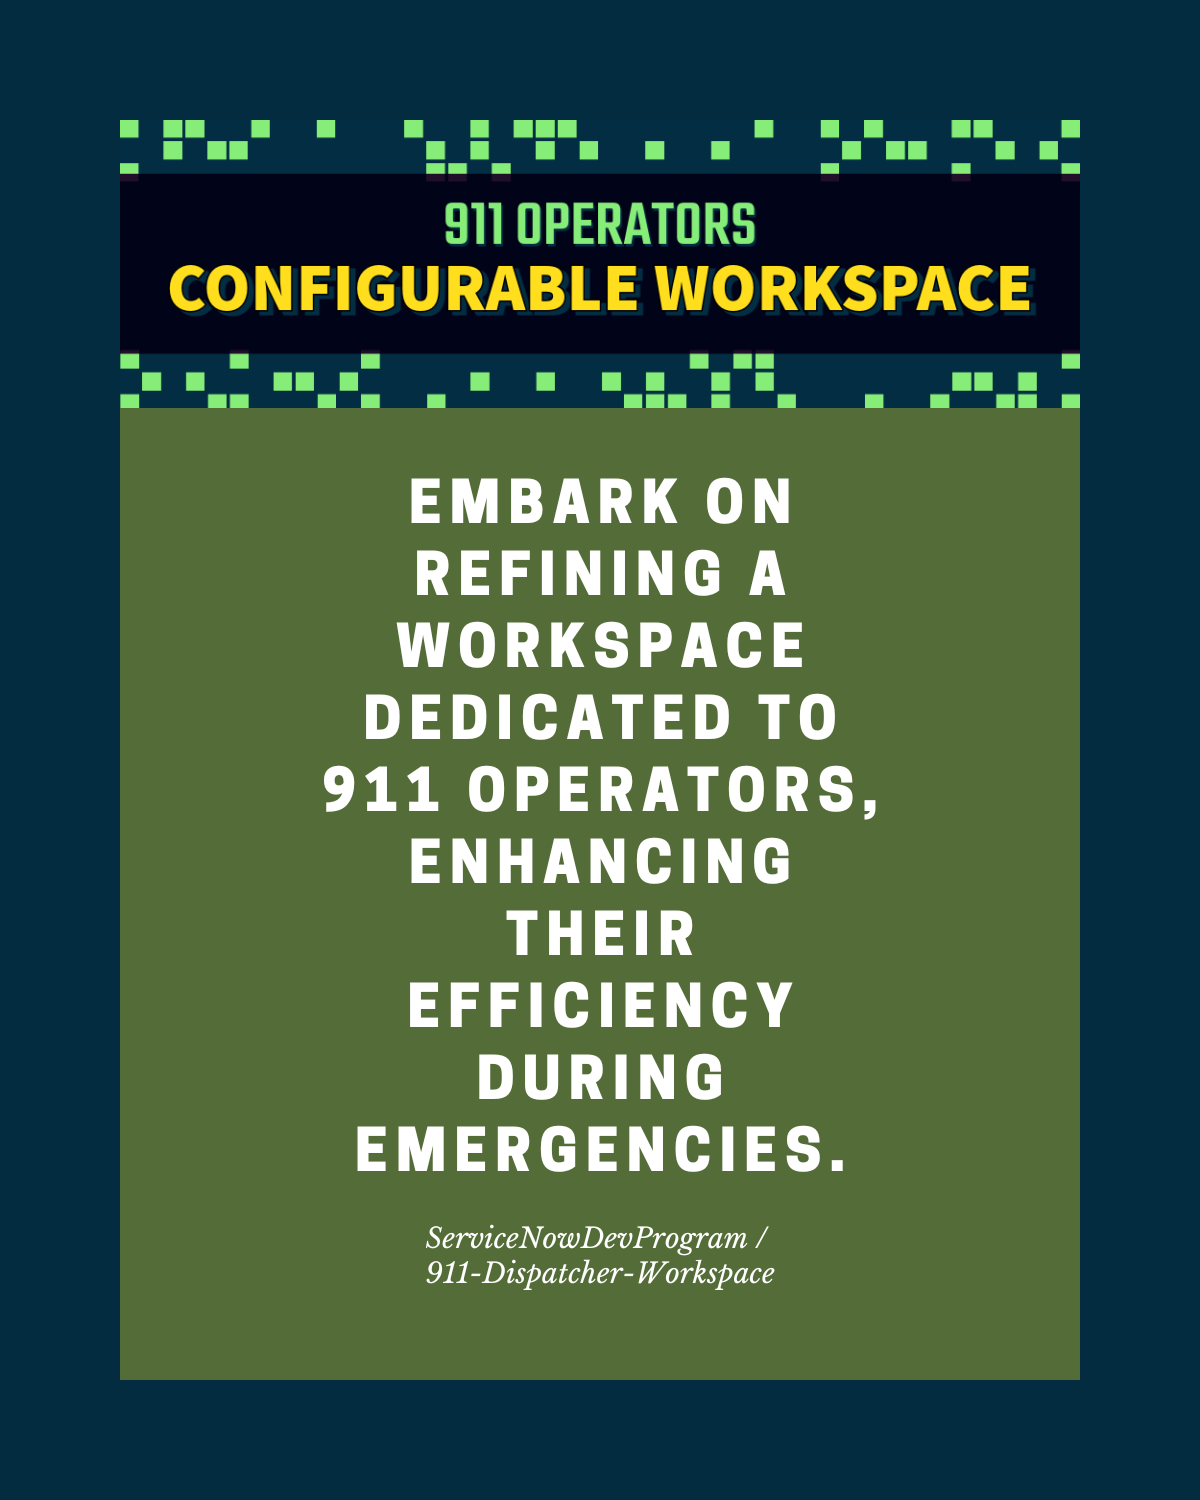 911 OPERATORS
CONFIGURABLE WORKSPACE
EMBARK ON
REFINING A
WORKSPACE
DEDICATED TO
911 OPERATORS,
ENHANCING
THEIR
EFFICIENCY
DURING
EMERGENCIES.
ServiceNowDevProgram /
911-Dispatcher-Workspace